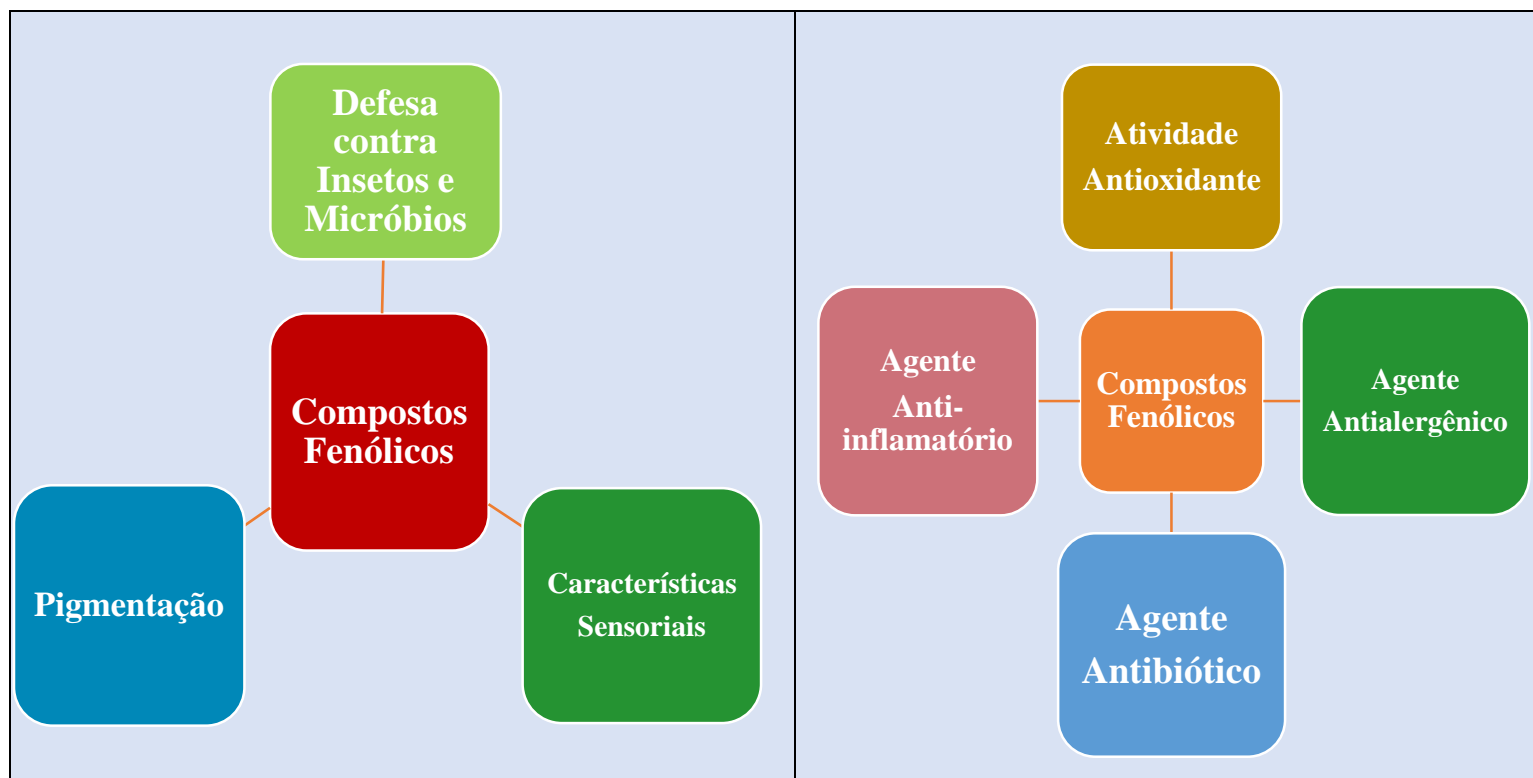 Defesa
contra
Insetos e
Micróbios
Compostos
Fenólicos
Pigmentação
Características
Sensoriais
Atividade
Antioxidante
Agente
Anti-
inflamatório
Compostos
Fenólicos
Agente
Antialergênico
Agente
Antibiótico